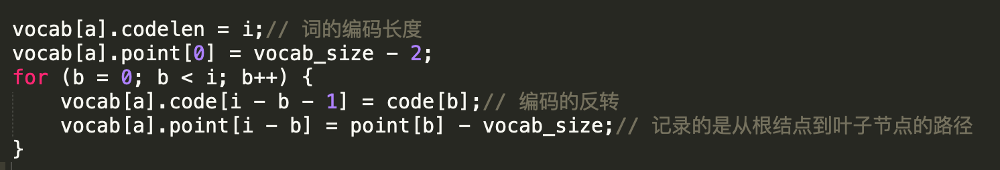 vocab[a].codelen = i;// 词的编码长度
vocab[a].point[0] = vocab_size - 2;
for (b = 0; b < i; b++) {
    vocab[a].code[i - b - 1] = code[b];// 编码的反转
    vocab[a].point[i - b] = point[b] - vocab_size;// 记录的是从根结点到叶子节点的路径
}